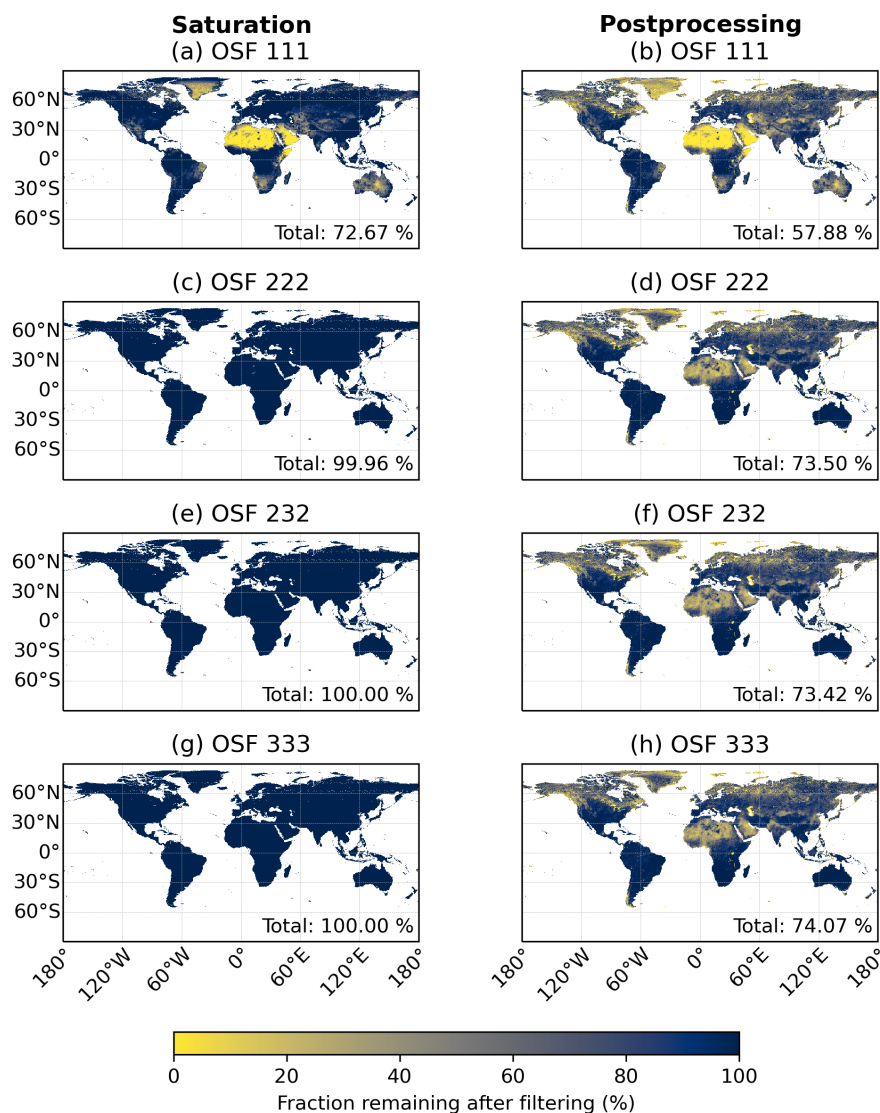 Saturation
Postprocessing
(a) OSF 111
(b) OSF 111
60°N
30°N
0°
30°S
60°S
Total: 72.67 %
Total: 57.88 %
(c) OSF 222
(d) OSF 222
60°N
30°N
0°
30°S
60°S
Total: 99.96 %
Total: 73.50 %
(e) OSF 232
(f) OSF 232
60°N
30°N
0°
30°S
60°S
Total: 100.00 %
Total: 73.42 %
(g) OSF 333
(h) OSF 333
60°N
30°N
0°
30°S
60°S
Total: 100.00 %
Total: 74.07 %
180° 120°W 60°W 0° 60°E 120°E 180°
180° 120°W 60°W 0° 60°E 120°E 180°
0 20 40 60 80 100
Fraction remaining after filtering (%)